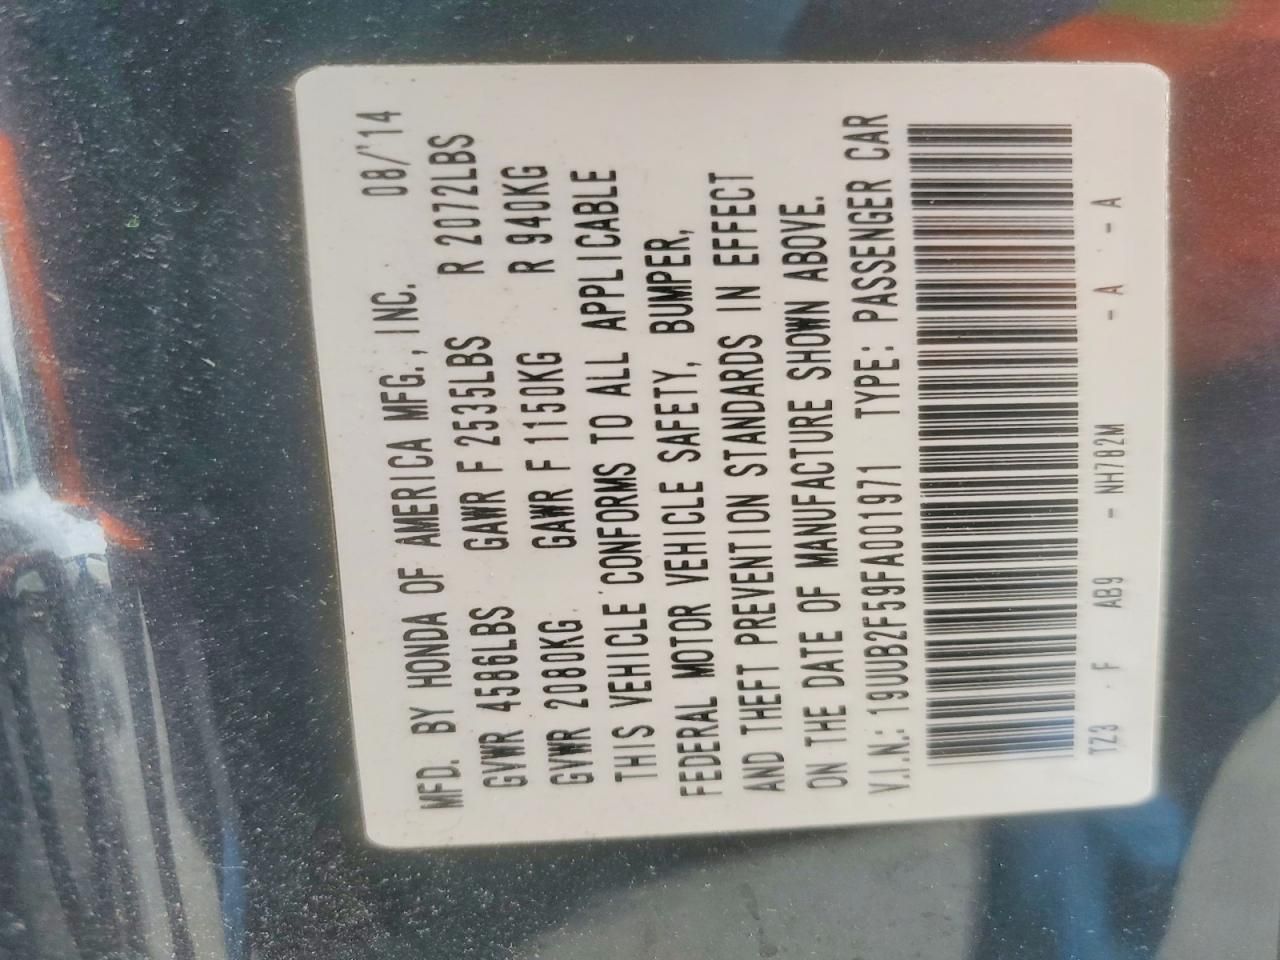 MFD. BY HONDA OF AMERICA MFG., INC. 08/'14
GVWR 4586LBS GAWR F 2535LBS R 2072LBS
GVWR 2080KG GAWR F 1150KG R 940KG
THIS VEHICLE CONFORMS TO ALL APPLICABLE
FEDERAL MOTOR VEHICLE SAFETY, BUMPER,
AND THEFT PREVENTION STANDARDS IN EFFECT
ON THE DATE OF MANUFACTURE SHOWN ABOVE.
V.I.N.: 19UUB2F59FA001971 TYPE: PASSENGER CAR
TZ3 - F AB9 - NH782M - A - A